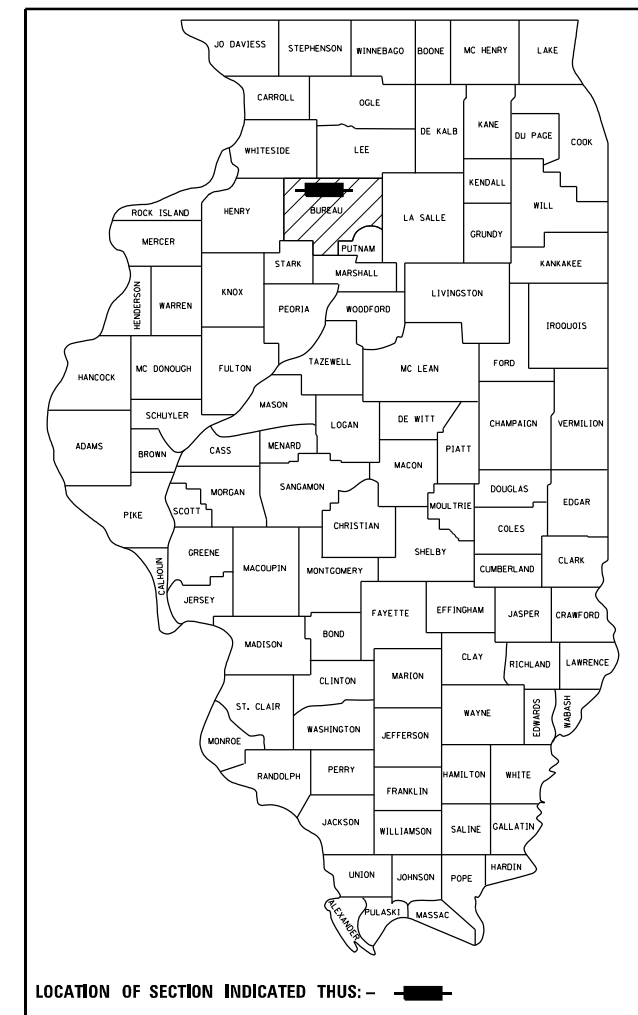 JO DAVIESS STEPHENSON WINNEBAGO BOONE MC HENRY LAKE
CARROLL OGLE DE KALB KANE DU PAGE COOK
WHITESIDE LEE
KENDALL WILL
ROCK ISLAND HENRY BUREAU LA SALLE GRUNDY
MERCER PUTNAM
STARK MARSHALL KANKAKEE
HENDERSON WARREN KNOX PEORIA WOODFORD LIVINGSTON IROQUOIS
HANCOCK MC DONOUGH FULTON TAZEWELL MC LEAN FORD
SCHUYLER MASON LOGAN DE WITT CHAMPAIGN VERMILION
ADAMS BROWN CASS MENARD MACON PIATT
PIKE SCOTT MORGAN SANGAMON MOULTRIE DOUGLAS EDGAR
CHRISTIAN COLES
CALHOUN GREENE MACOUPIN MONTGOMERY SHELBY CUMBERLAND CLARK
JERSEY FAYETTE EFFINGHAM JASPER CRAWFORD
MADISON BOND
CLINTON MARION CLAY RICHLAND LAWRENCE
ST. CLAIR WAYNE EDWARDS WABASH
MONROE WASHINGTON JEFFERSON
RANDOLPH PERRY HAMILTON WHITE
FRANKLIN
JACKSON WILLIAMSON SALINE GALLATIN
UNION JOHNSON POPE HARDIN
ALEXANDER PULASKI MASSAC
LOCATION OF SECTION INDICATED THUS: –